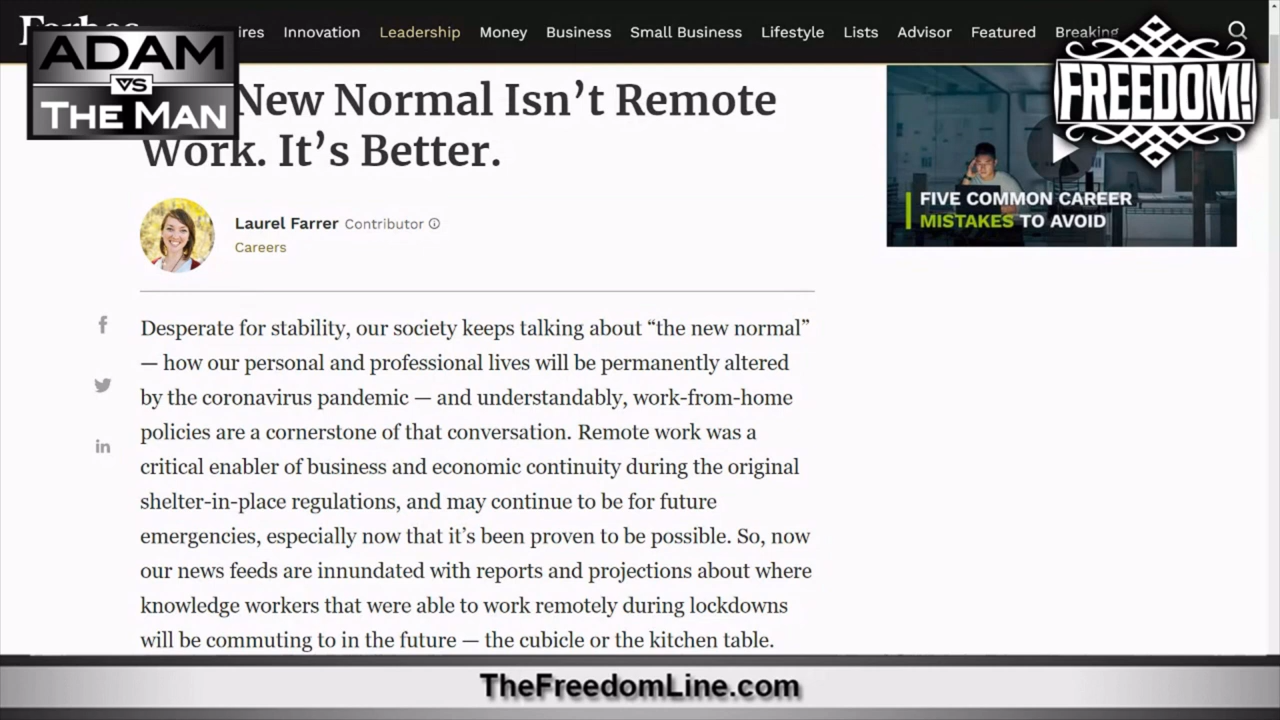 ires Innovation Leadership Money Business Small Business Lifestyle Lists Advisor Featured Breaking
ADAM
VS
THE MAN
FREEDOM!
New Normal Isn't Remote
Work. It's Better.
Laurel Farrer Contributor
Careers
FIVE COMMON CAREER
MISTAKES TO AVOID
f
in
Desperate for stability, our society keeps talking about “the new normal”
— how our personal and professional lives will be permanently altered
by the coronavirus pandemic — and understandably, work-from-home
policies are a cornerstone of that conversation. Remote work was a
critical enabler of business and economic continuity during the original
shelter-in-place regulations, and may continue to be for future
emergencies, especially now that it’s been proven to be possible. So, now
our news feeds are innundated with reports and projections about where
knowledge workers that were able to work remotely during lockdowns
will be commuting to in the future — the cubicle or the kitchen table.
TheFreedomLine.com